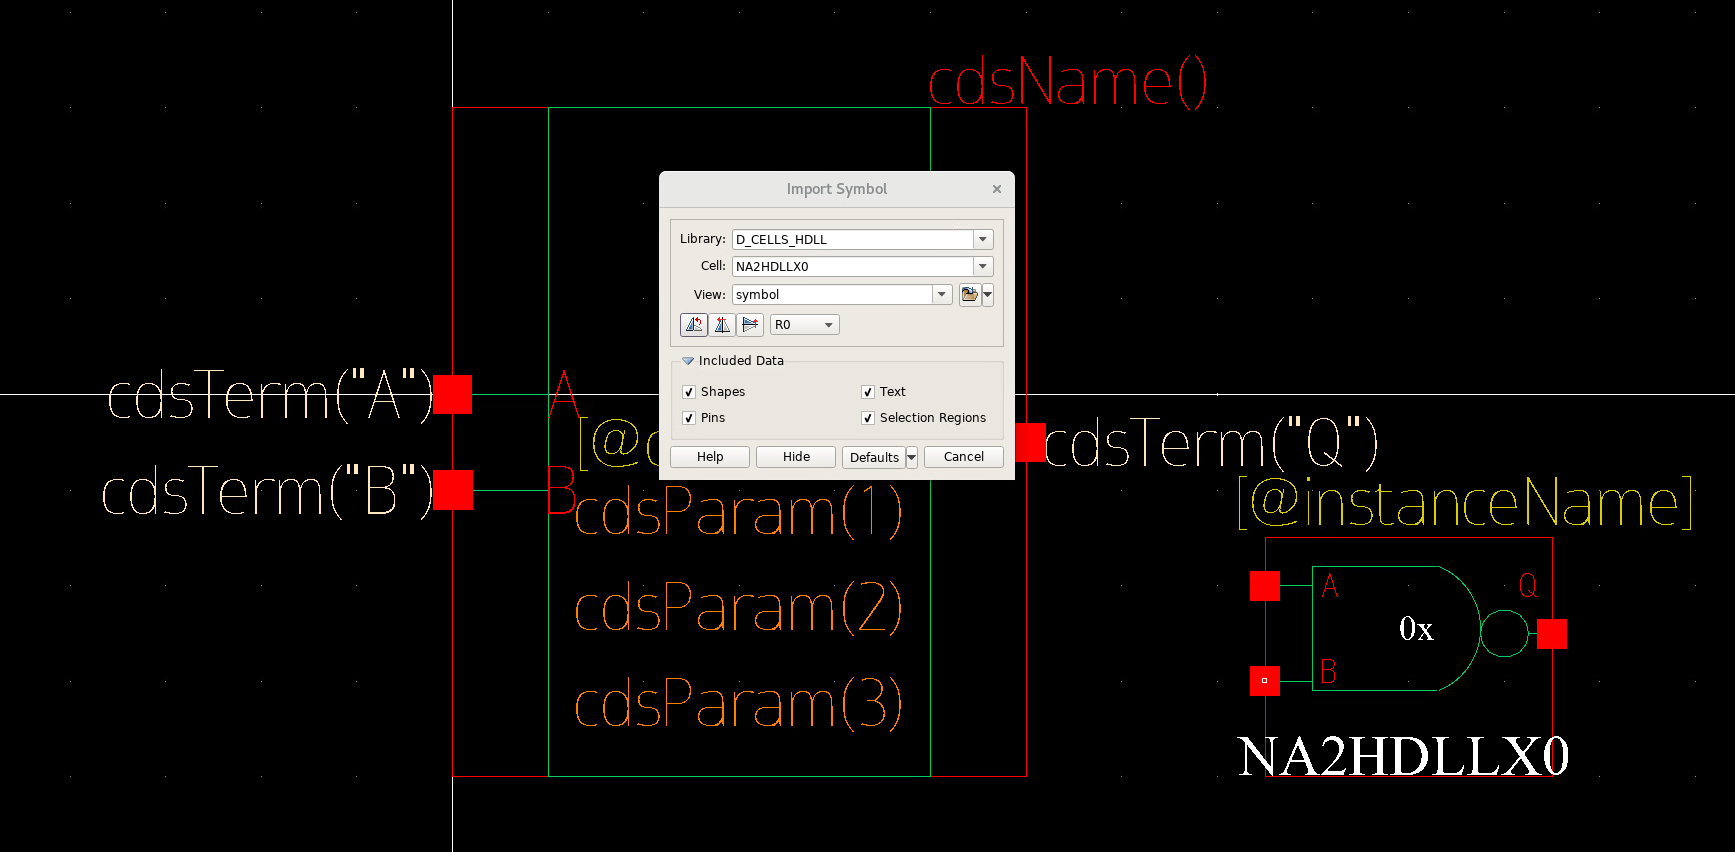 cdsName()
Import Symbol
Library: D_CELLS_HDLL
Cell: NA2HDLLX0
View: symbol
R0
Included Data
Shapes Text
Pins Selection Regions
Help Hide Defaults Cancel
cdsTerm("A") A
[@
cdsTerm("Q")
cdsTerm("B") B
cdsParam(1)
cdsParam(2)
cdsParam(3)
[@instanceName]
A Q
0x
B
NA2HDLLX0